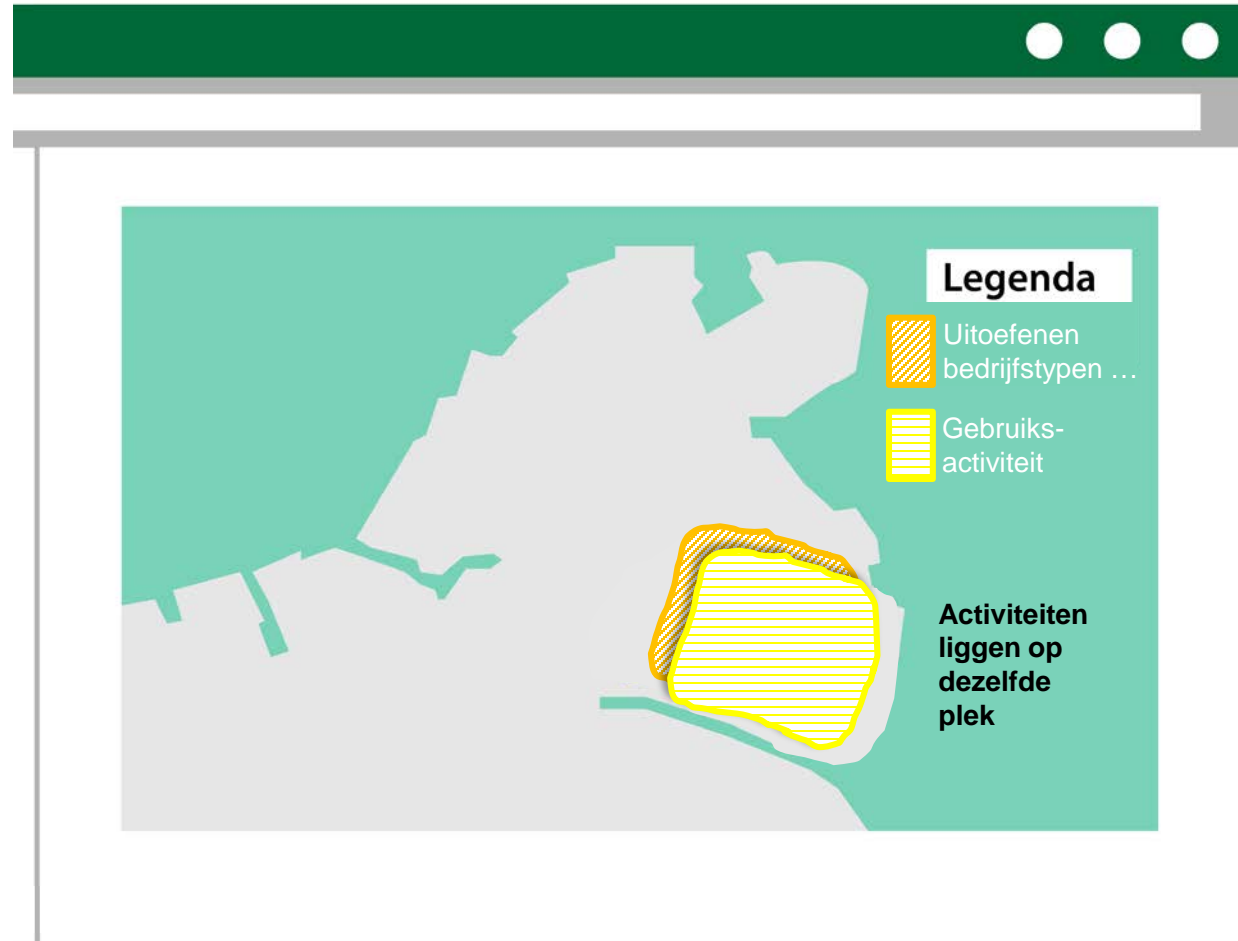 Legenda
Uitoefenen
bedrijfstypen …
Gebruiks-
activiteit
Activiteiten
liggen op
dezelfde
plek